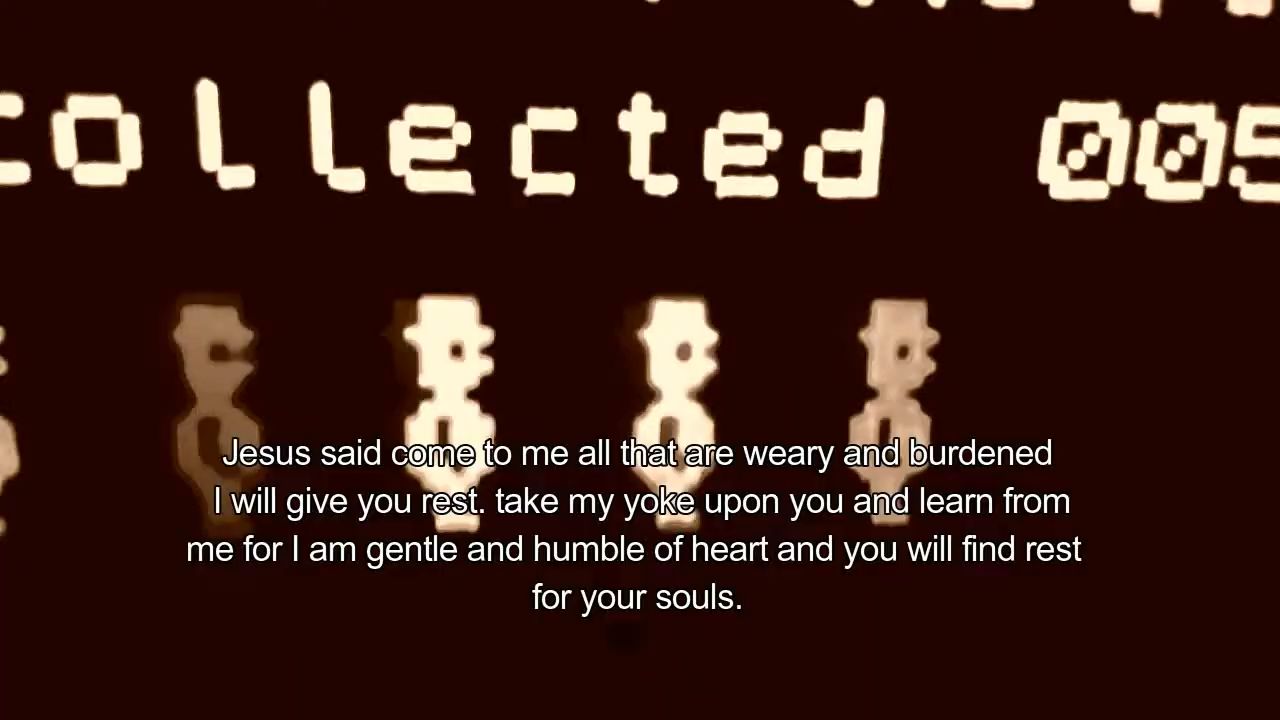 collected 005
Jesus said come to me all that are weary and burdened
I will give you rest. take my yoke upon you and learn from
me for I am gentle and humble of heart and you will find rest
for your souls.